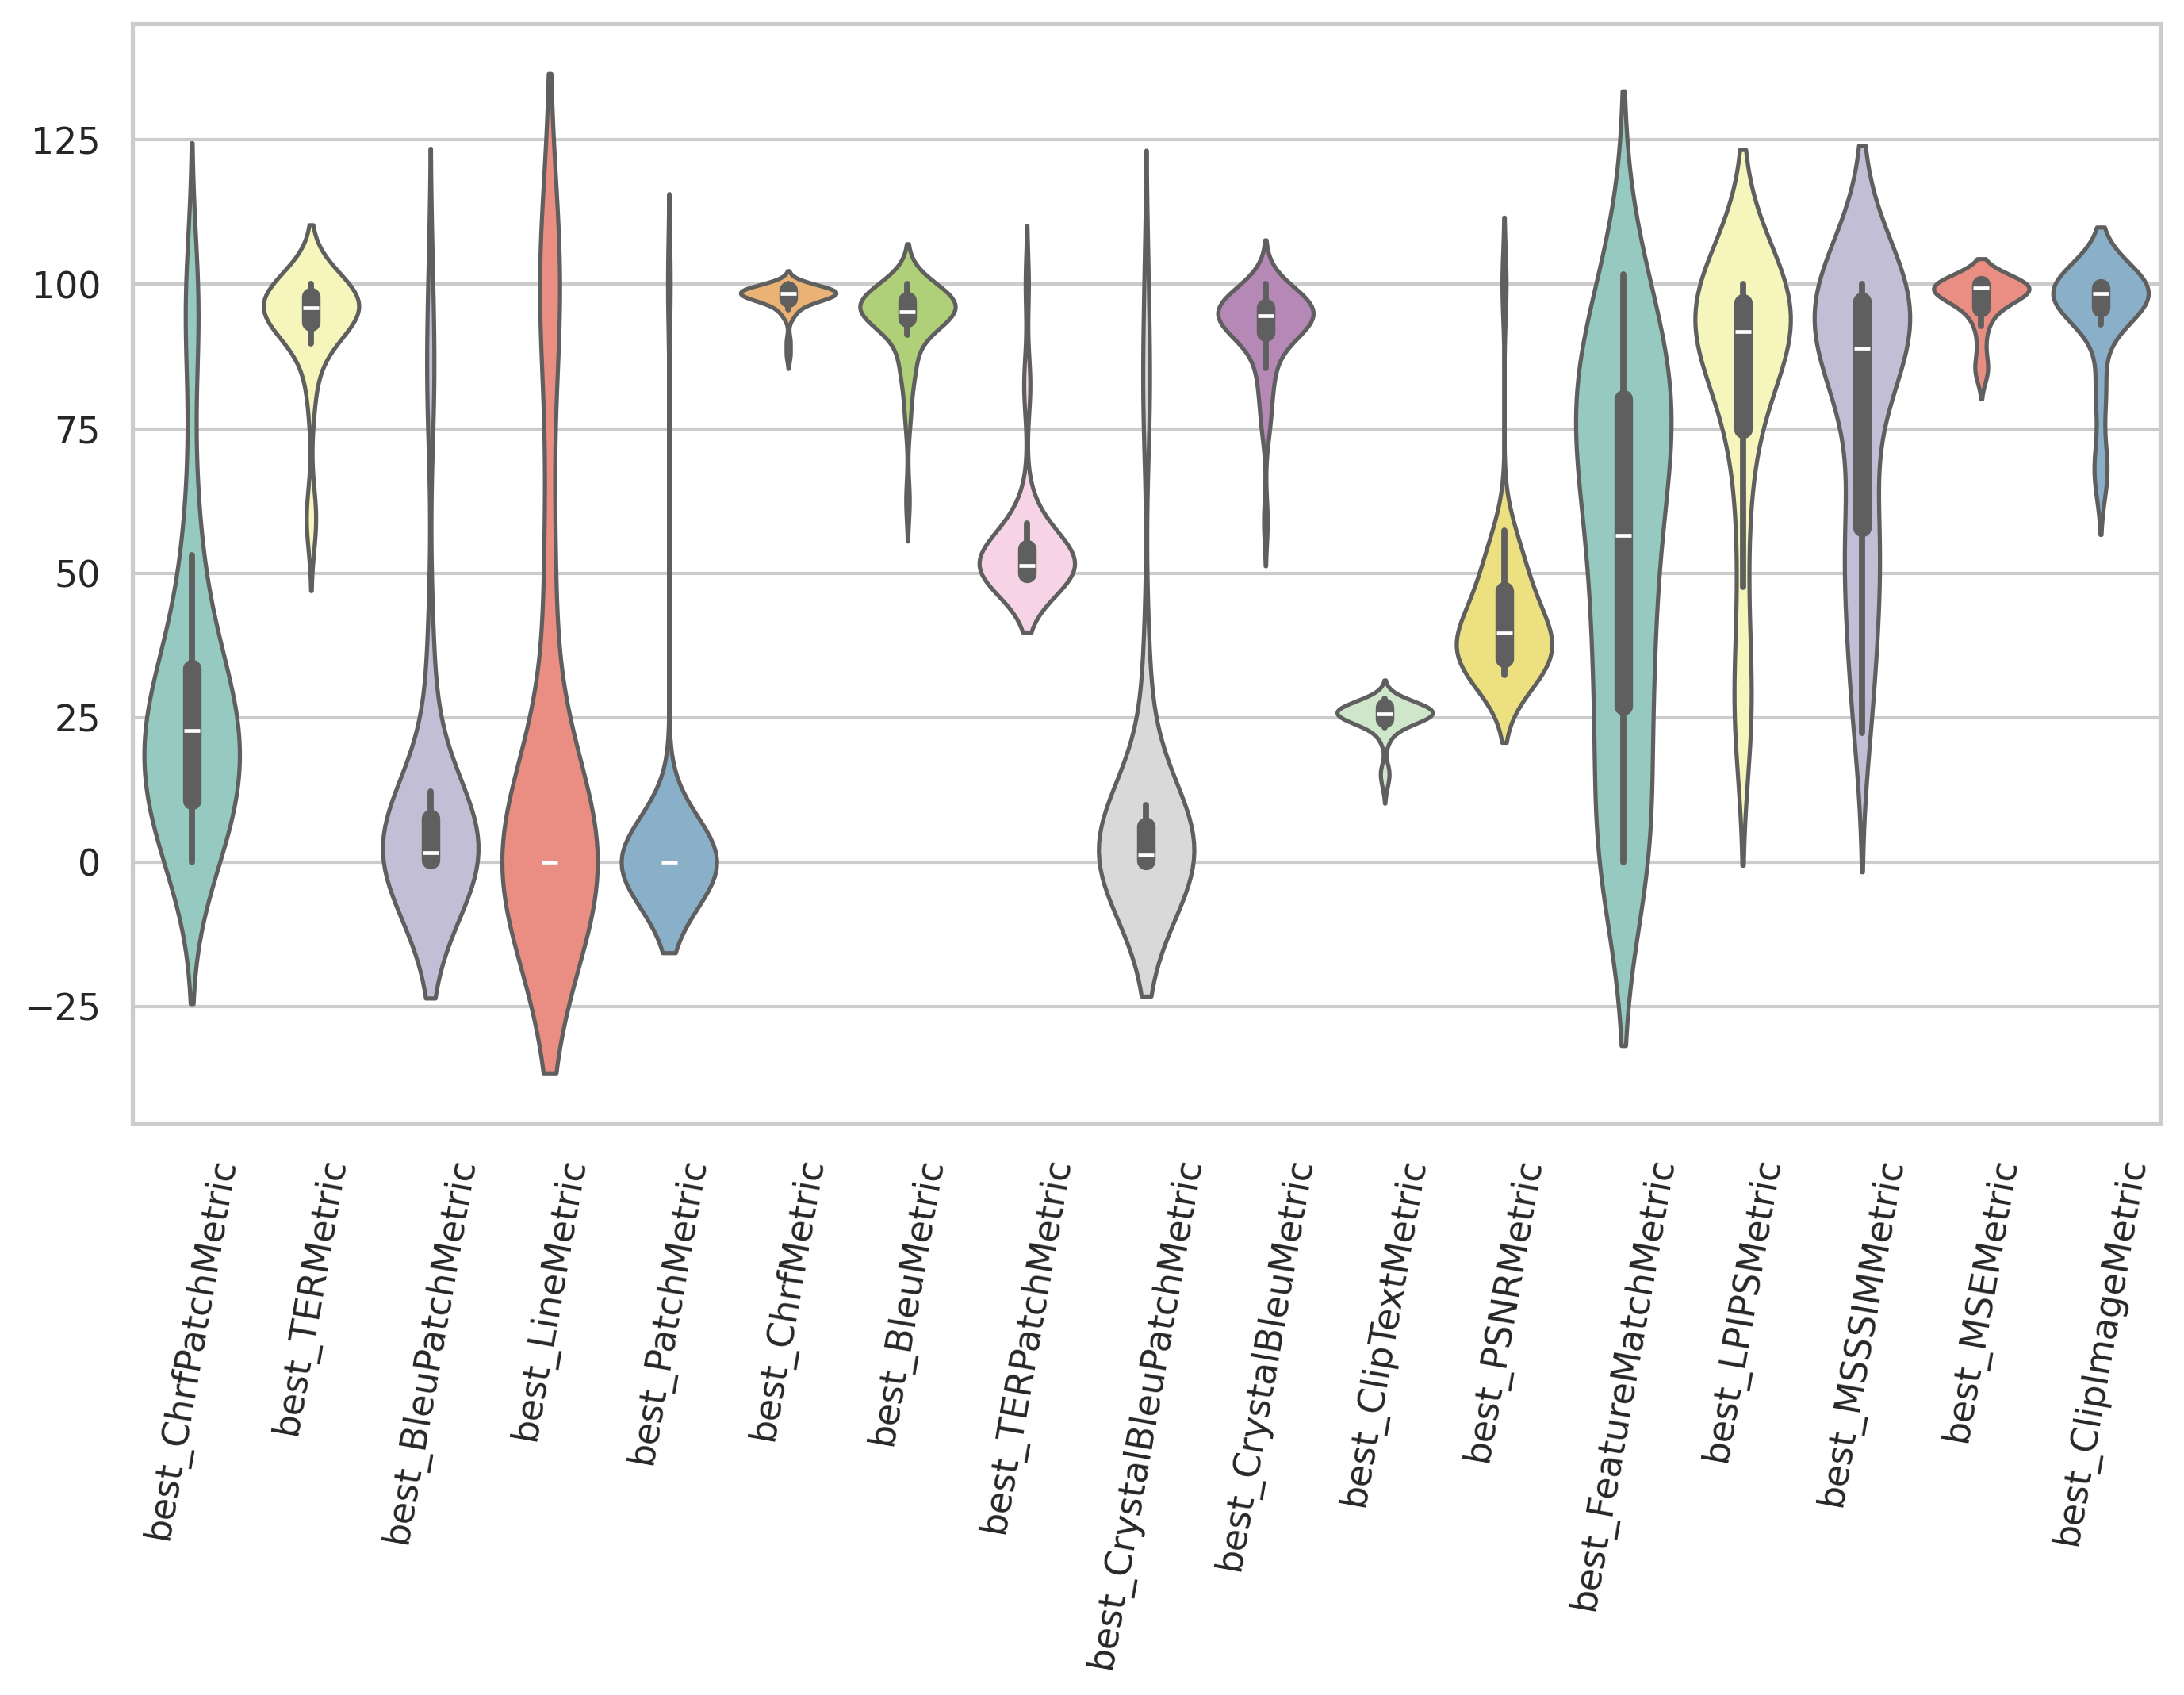 125
100
75
50
25
0
−25
best_ChrfPatchMetric
best_TERMetric
best_BleuPatchMetric
best_LineMetric
best_PatchMetric
best_ChrfMetric
best_BleuMetric
best_TERPatchMetric
best_CrystalBleuPatchMetric
best_CrystalBleuMetric
best_ClipTextMetric
best_PSNRMetric
best_FeatureMatchMetric
best_LPIPSMetric
best_MSSSIMMetric
best_MSEMetric
best_ClipImageMetric